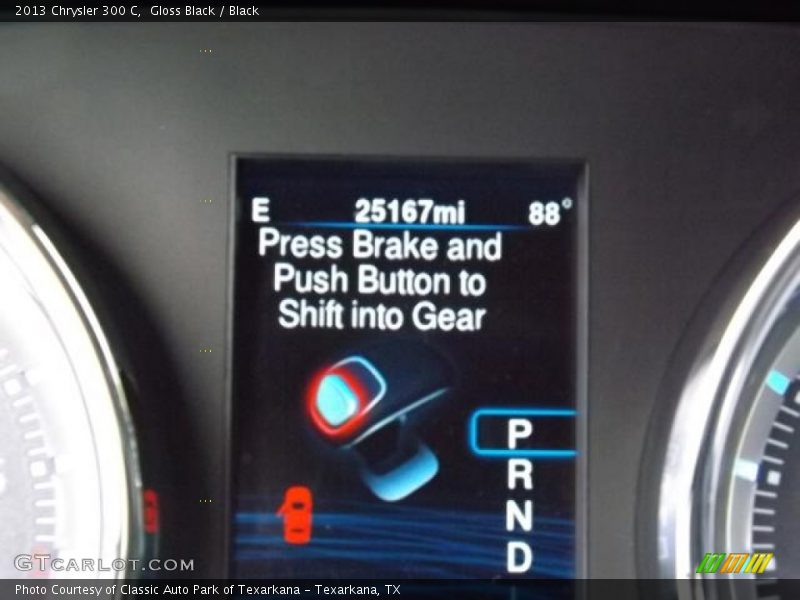 2013 Chrysler 300 C, Gloss Black / Black
E 25167mi 88°
Press Brake and
Push Button to
Shift into Gear
P
R
N
D
GTCARLOT.COM
Photo Courtesy of Classic Auto Park of Texarkana - Texarkana, TX